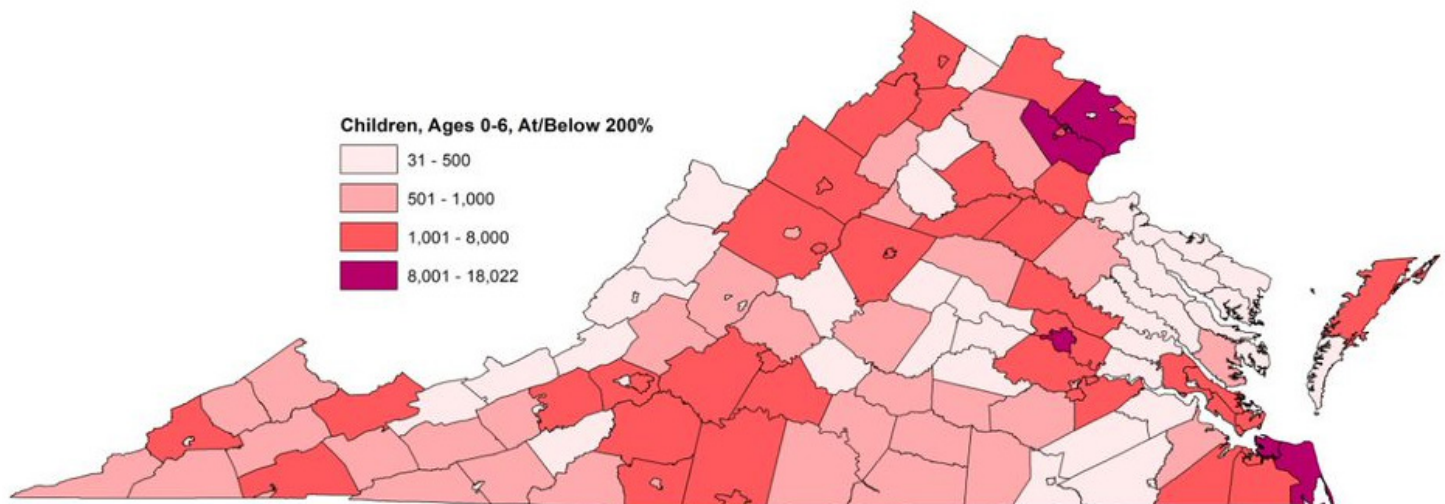 Children, Ages 0-6, At/Below 200%
31 - 500
501 - 1,000
1,001 - 8,000
8,001 - 18,022